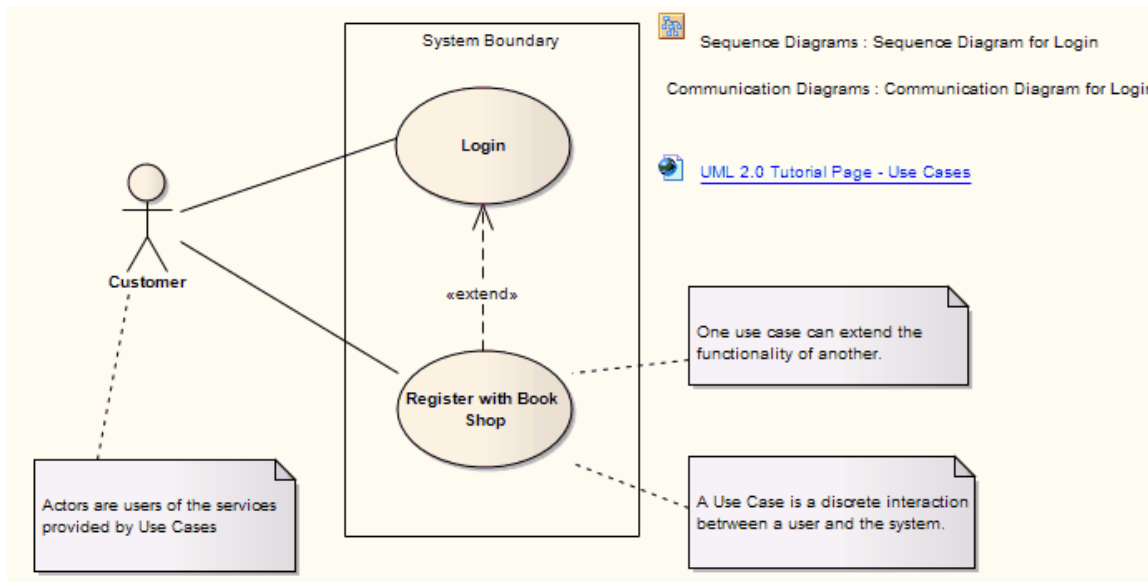 System Boundary
Sequence Diagrams : Sequence Diagram for Login
Communication Diagrams : Communication Diagram for Login
Login
UML 2.0 Tutorial Page - Use Cases
Customer
«extend»
One use case can extend the
functionality of another.
Register with Book
Shop
Actors are users of the services
provided by Use Cases
A Use Case is a discrete interaction
betrween a user and the system.